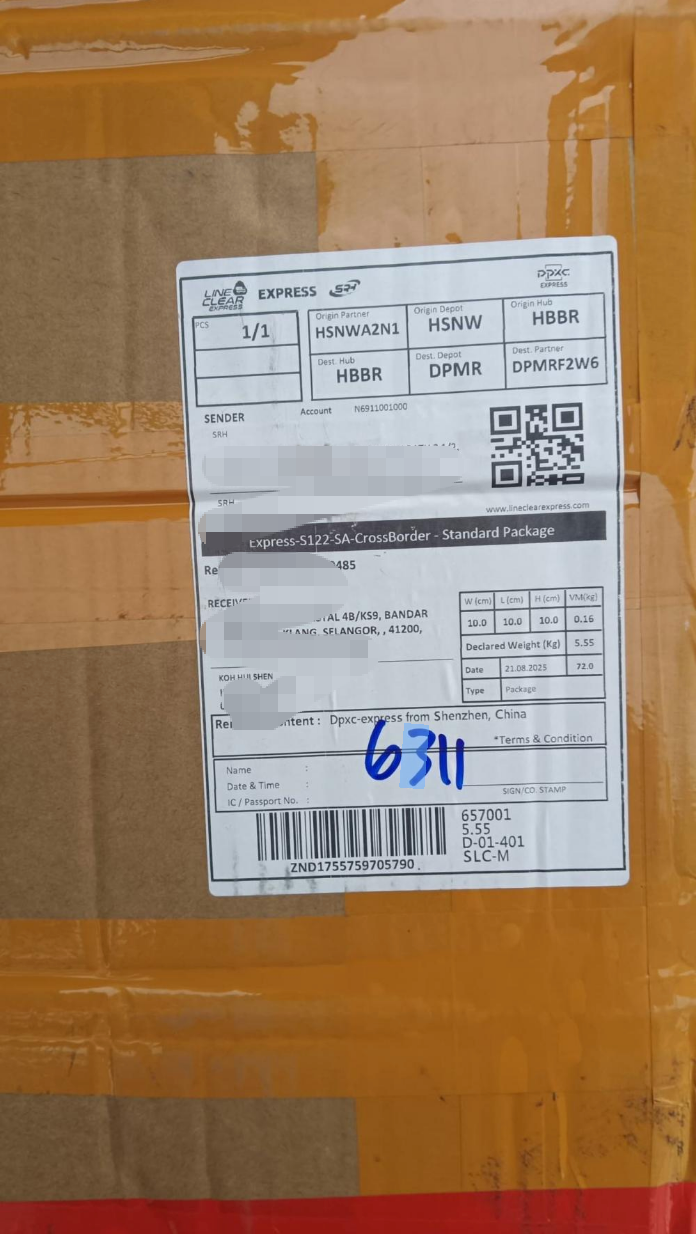 LINE CLEAR EXPRESS EXPRESS SRH DPXC EXPRESS
PCS 1/1
Origin Partner HSNWA2N1
Origin Depot HSNW
Origin Hub HBBR
Dest. Hub HBBR
Dest. Depot DPMR
Dest. Partner DPMRF2W6
SENDER Account N6911001000
SRH
SRH
www.lineclearexpress.com
Express-S122-SA-CrossBorder - Standard Package
485
4B/KS9, BANDAR
SELANGOR, , 41200,
W (cm) L (cm) H (cm) VM(kg)
10.0 10.0 10.0 0.16
Declared Weight (Kg) 5.55
Date 21.08.2025 72.0
Type Package
KOH HUI SHEN
: Dpxc-express from Shenzhen, China
*Terms & Condition
6311
Name :
Date & Time :
IC / Passport No. :
SIGN/CO. STAMP
ZND1755759705790
657001
5.55
D-01-401
SLC-M